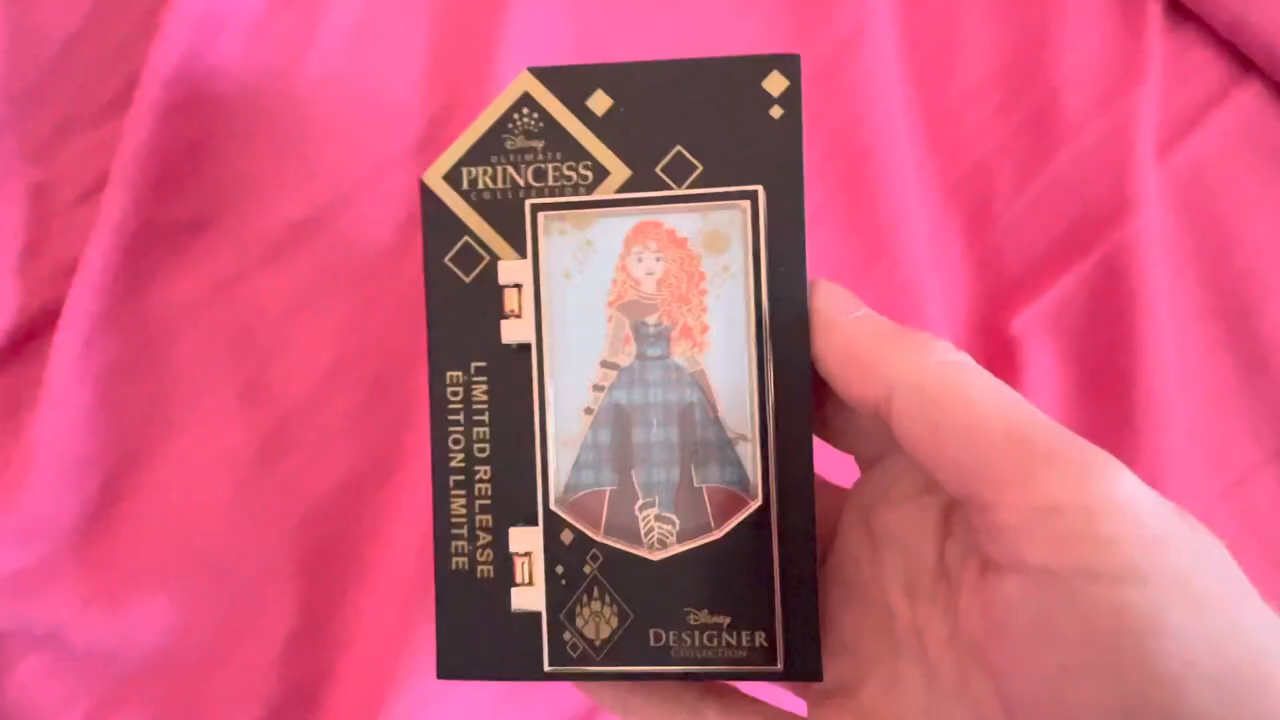 Disney
ULTIMATE
PRINCESS
COLLECTION
LIMITED RELEASE
ÉDITION LIMITÉE
Disney
DESIGNER
COLLECTION